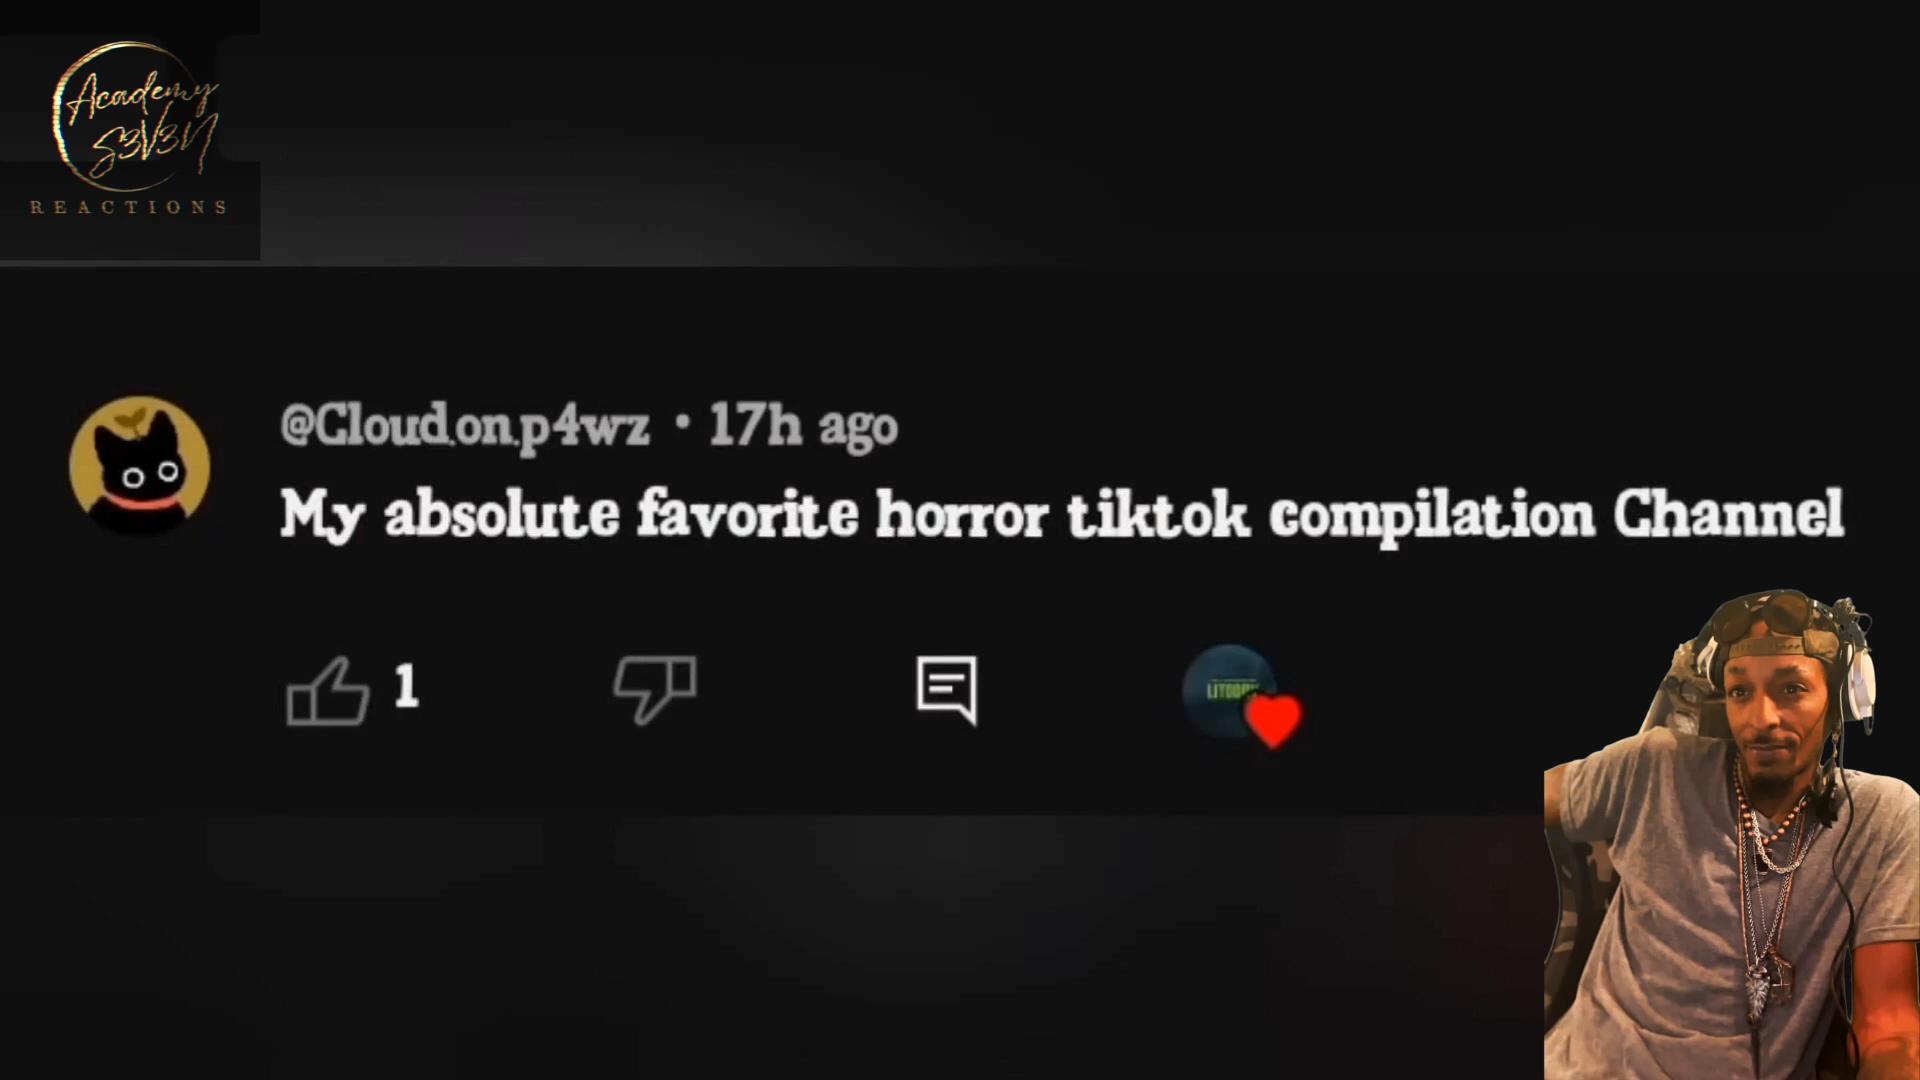 Academy
S3V3N
REACTIONS
@Cloud.on.p4wz • 17h ago
My absolute favorite horror tiktok compilation Channel
1